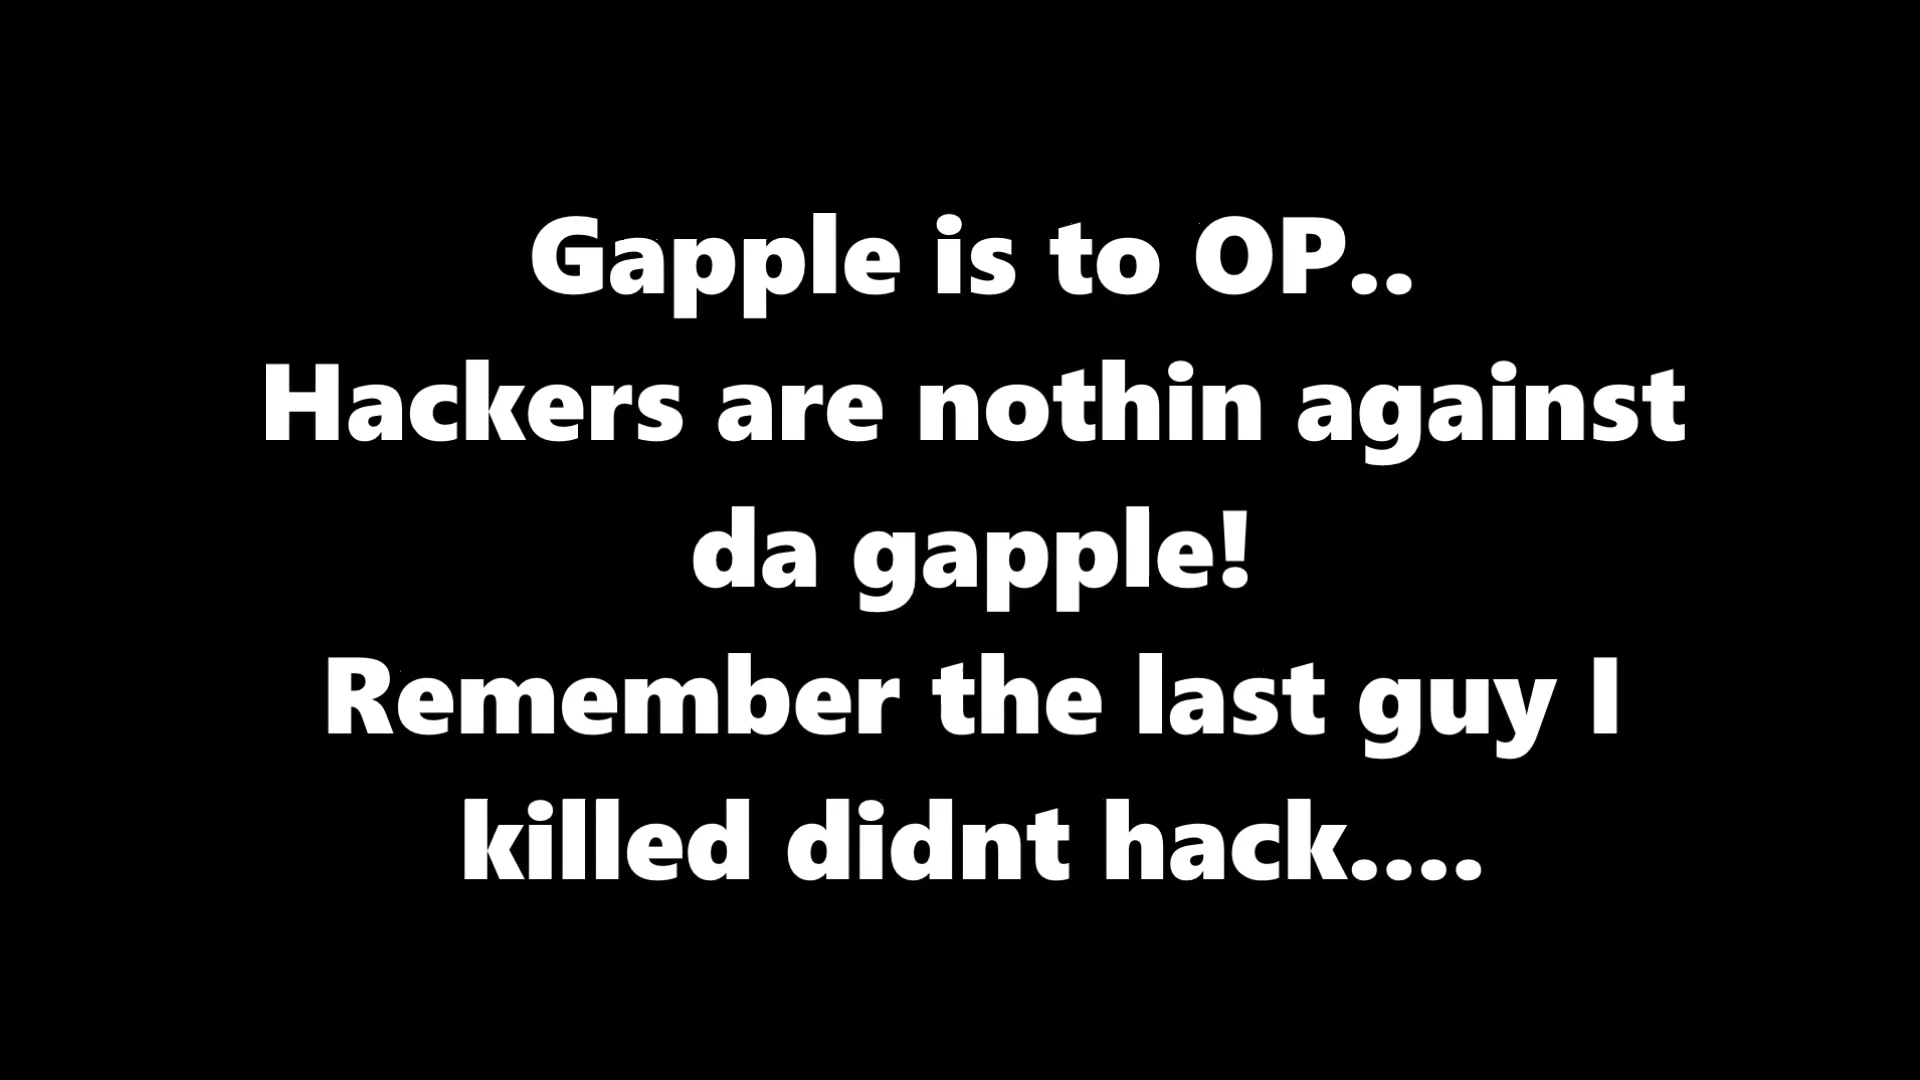 Gapple is to OP..
Hackers are nothin against
da gapple!
Remember the last guy I
killed didnt hack....